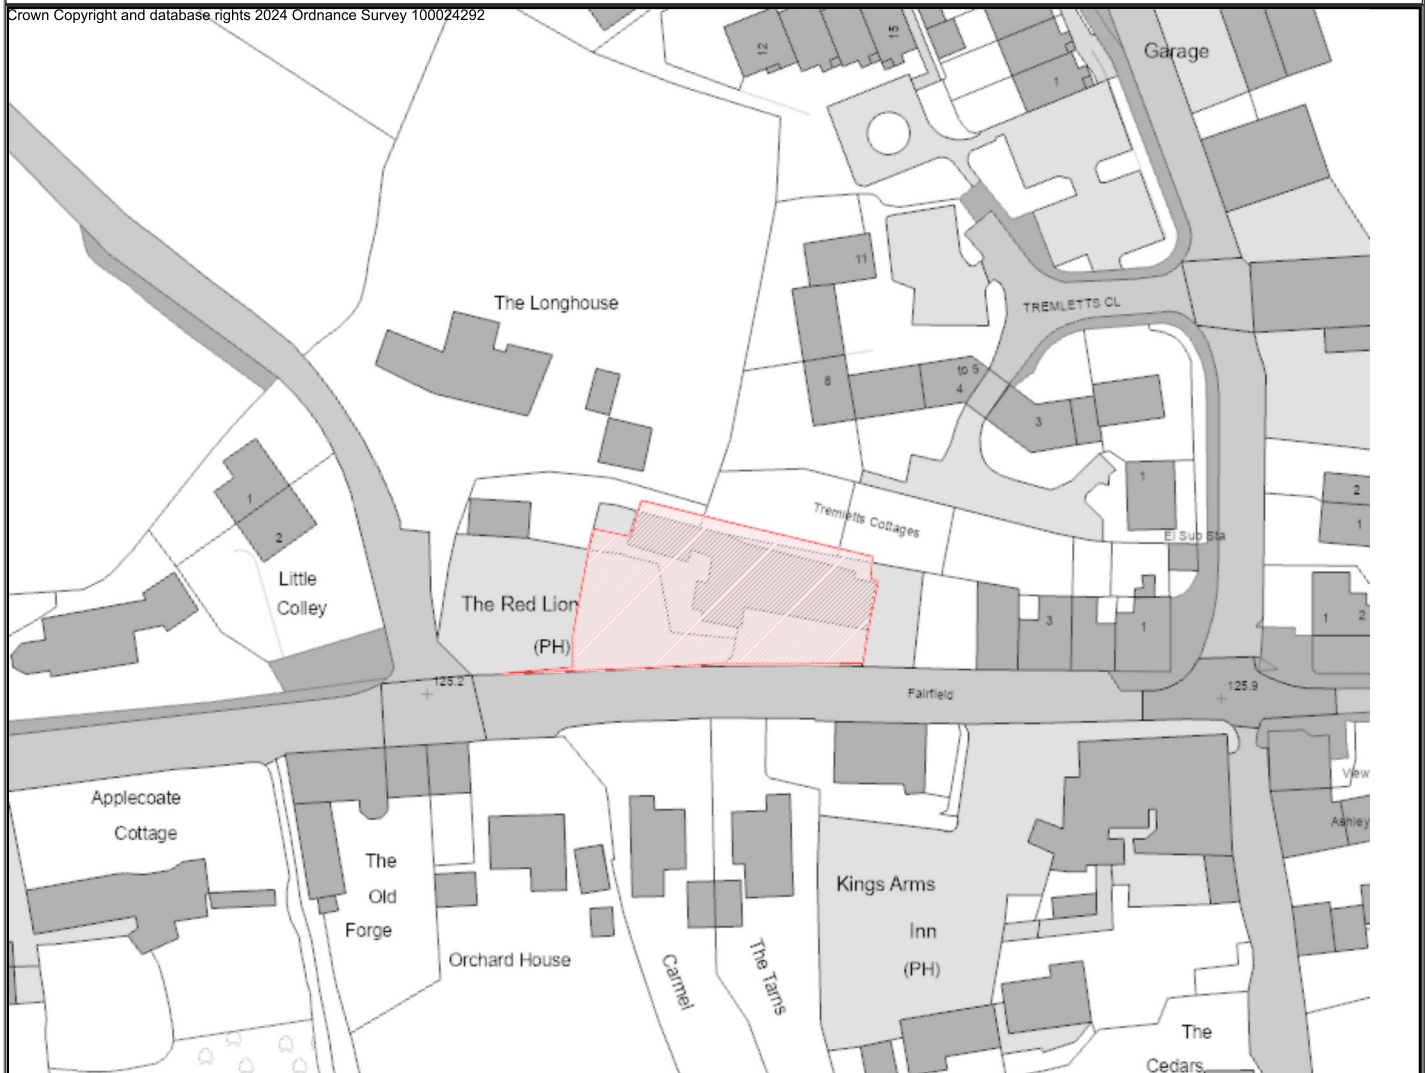 Crown Copyright and database rights 2024 Ordnance Survey 100024292
12
15
Garage
1
11
The Longhouse
TREMLETTS CL
to 5
4
8
3
1
1
2
2
1
Tremletts Cottages
El Sub Sta
Little
Colley
The Red Lion
(PH)
3
1
1
2
125.2
Fairfield
125.9
View
Applecoate
Cottage
Ashley
The
Old
Forge
Kings Arms
Inn
(PH)
Orchard House
Carmel
The Tarns
The
Cedars